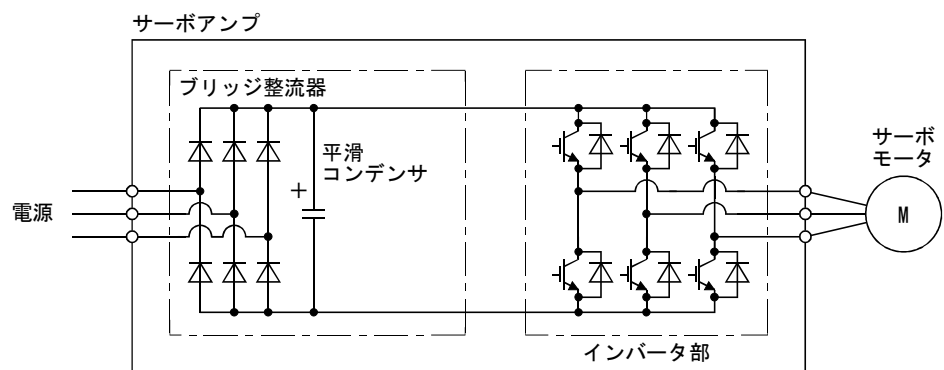 サーボアンプ
ブリッジ整流器
平滑
コンデンサ
+
電源
サーボ
モータ
M
インバータ部